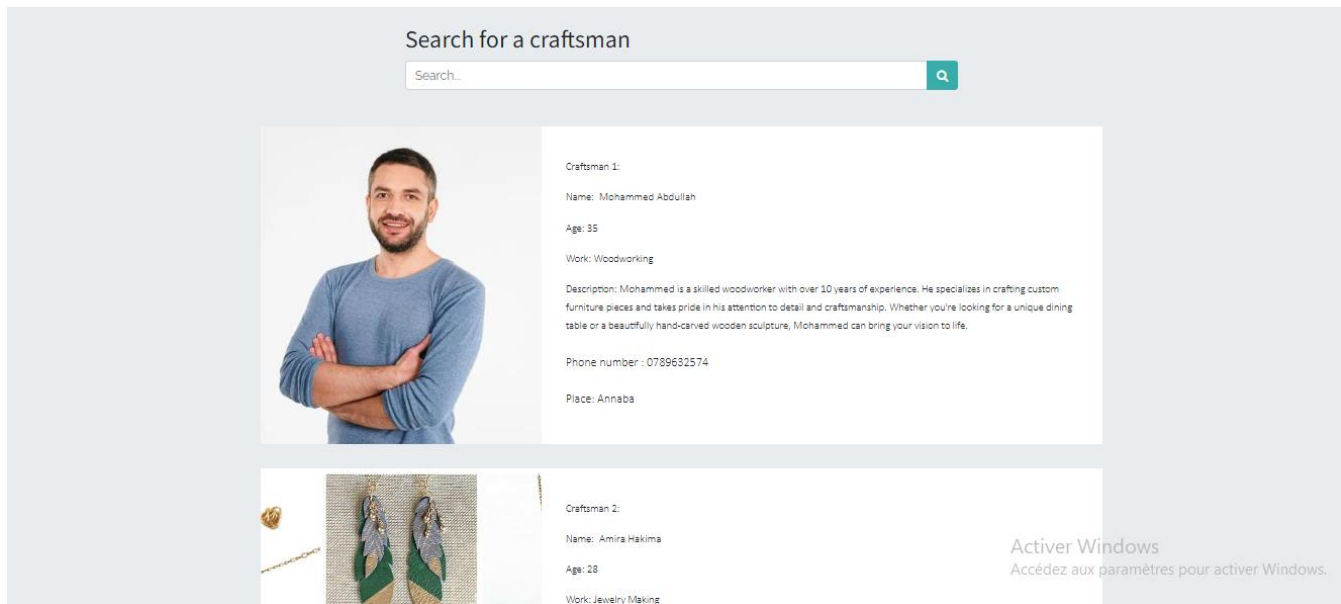 Search for a craftsman
Search...
Craftsman 1:
Name: Mohammed Abdullah
Age: 35
Work: Woodworking
Description: Mohammed is a skilled woodworker with over 10 years of experience. He specializes in crafting custom
furniture pieces and takes pride in his attention to detail and craftsmanship. Whether you're looking for a unique dining
table or a beautifully hand-carved wooden sculpture, Mohammed can bring your vision to life.
Phone number : 0789632574
Place: Annaba
Craftsman 2:
Name: Amira Hakima
Age: 28
Work: Jewelry Making
Activer Windows
Accédez aux paramètres pour activer Windows.